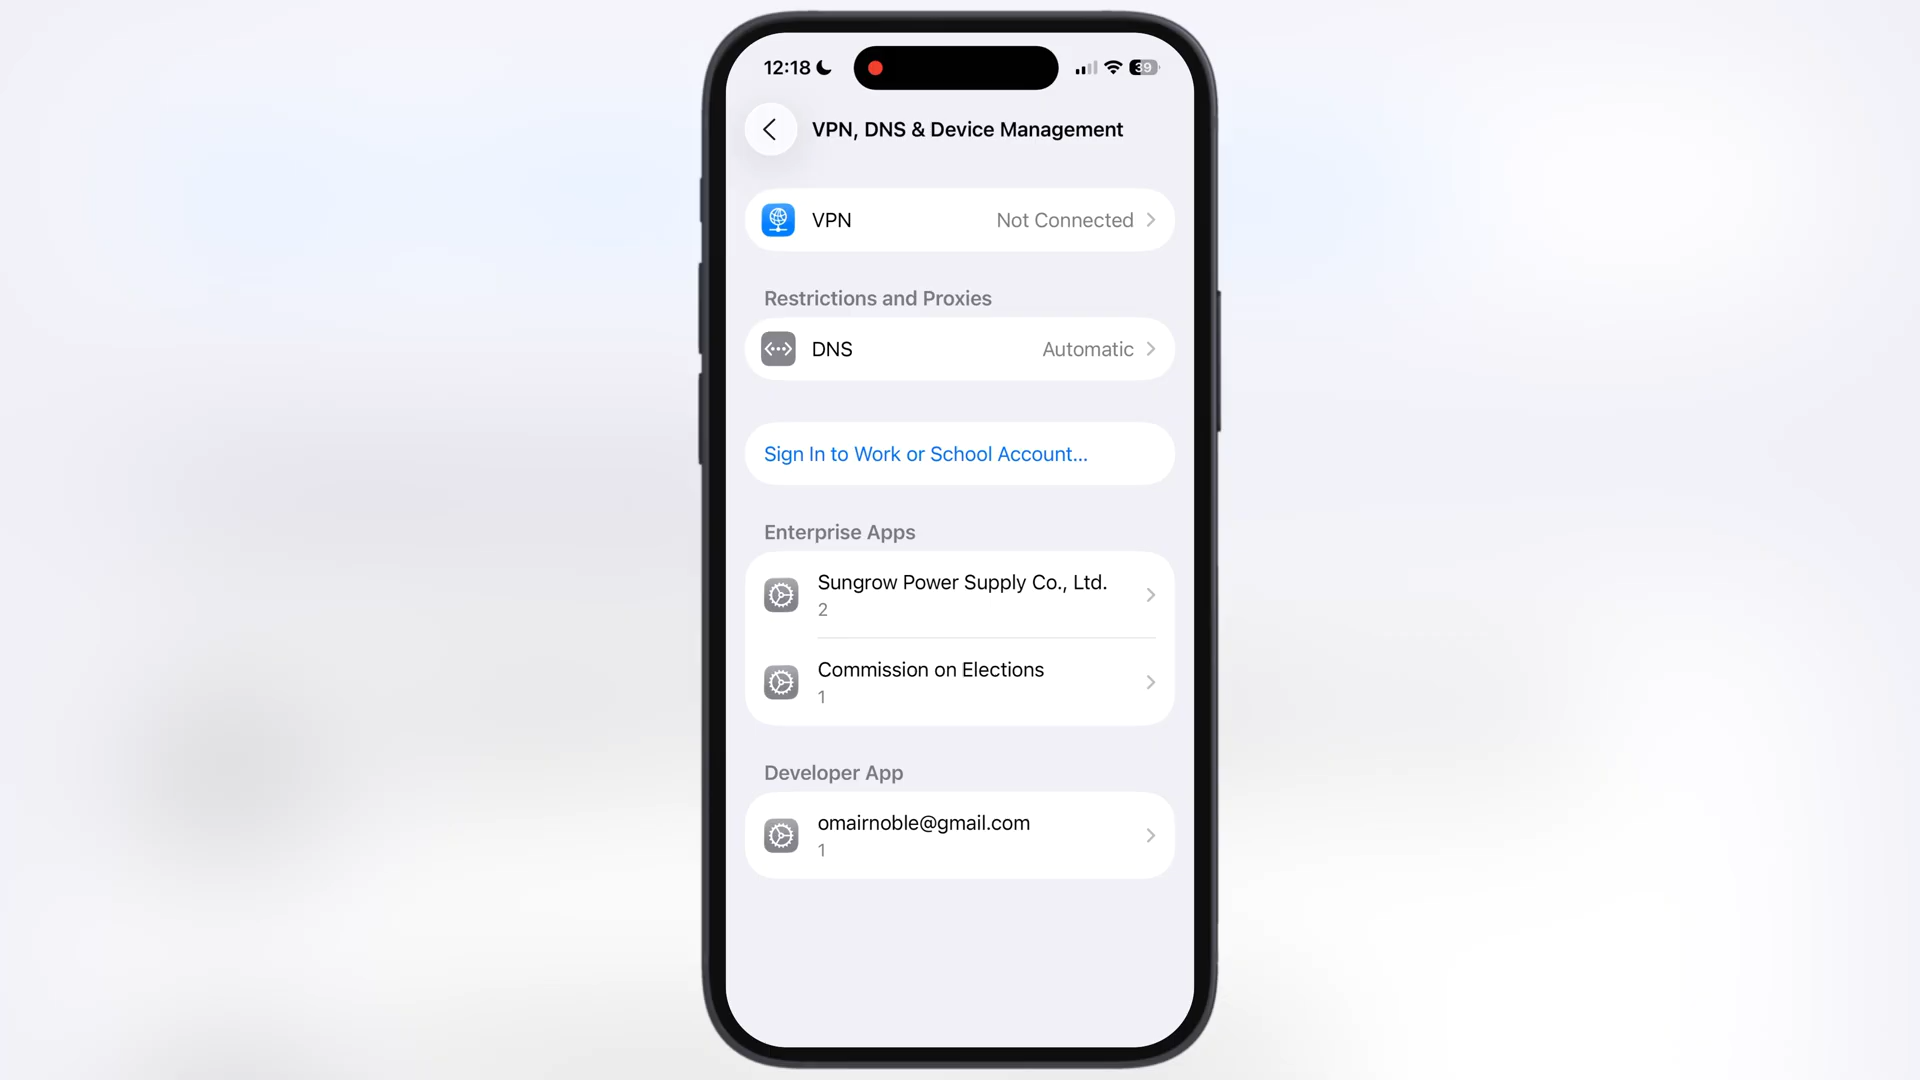 12:18
39
VPN, DNS & Device Management
VPN Not Connected
Restrictions and Proxies
DNS Automatic
Sign In to Work or School Account...
Enterprise Apps
Sungrow Power Supply Co., Ltd.
2
Commission on Elections
1
Developer App
omairnoble@gmail.com
1